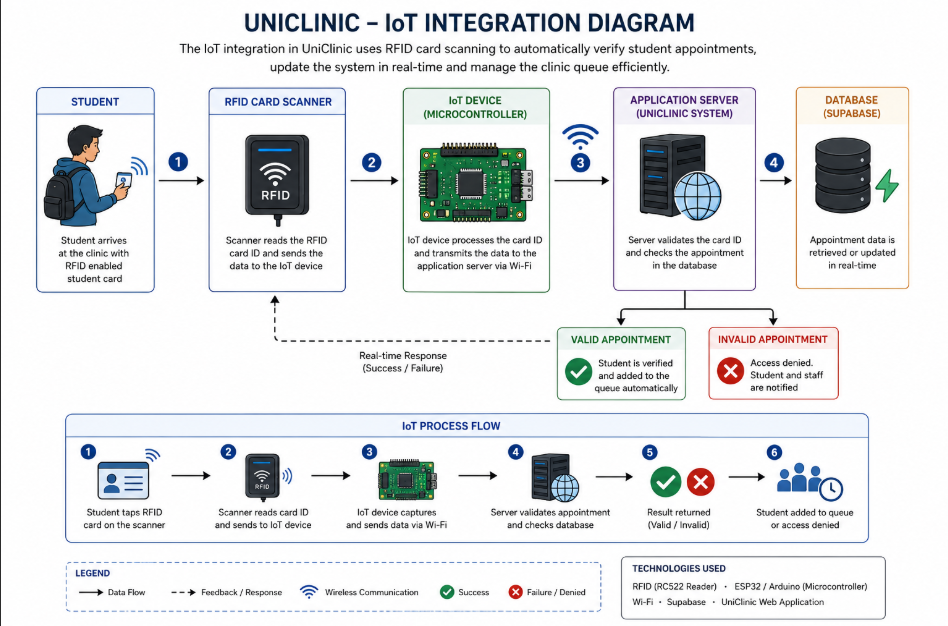 UNICLINIC – IoT INTEGRATION DIAGRAM
The IoT integration in UniClinic uses RFID card scanning to automatically verify student appointments,
update the system in real-time and manage the clinic queue efficiently.
STUDENT
Student arrives
at the clinic with
RFID enabled
student card
1
RFID CARD SCANNER
RFID
Scanner reads the RFID
card ID and sends the
data to the IoT device
2
IoT DEVICE
(MICROCONTROLLER)
IoT device processes the card ID
and transmits the data to the
application server via Wi-Fi
3
APPLICATION SERVER
(UNICLINIC SYSTEM)
Server validates the card ID
and checks the appointment
in the database
4
DATABASE
(SUPABASE)
Appointment data is
retrieved or updated
in real-time
Real-time Response
(Success / Failure)
VALID APPOINTMENT
Student is verified
and added to the
queue automatically
INVALID APPOINTMENT
Access denied.
Student and staff
are notified
IoT PROCESS FLOW
1
Student taps RFID
card on the scanner
2
RFID
Scanner reads card ID
and sends to IoT device
3
IoT device captures
and sends data via Wi-Fi
4
Server validates appointment
and checks database
5
Result returned
(Valid / Invalid)
6
Student added to queue
or access denied
LEGEND
Data Flow
Feedback / Response
Wireless Communication
Success
Failure / Denied
TECHNOLOGIES USED
RFID (RC522 Reader) · ESP32 / Arduino (Microcontroller)
Wi-Fi · Supabase · UniClinic Web Application